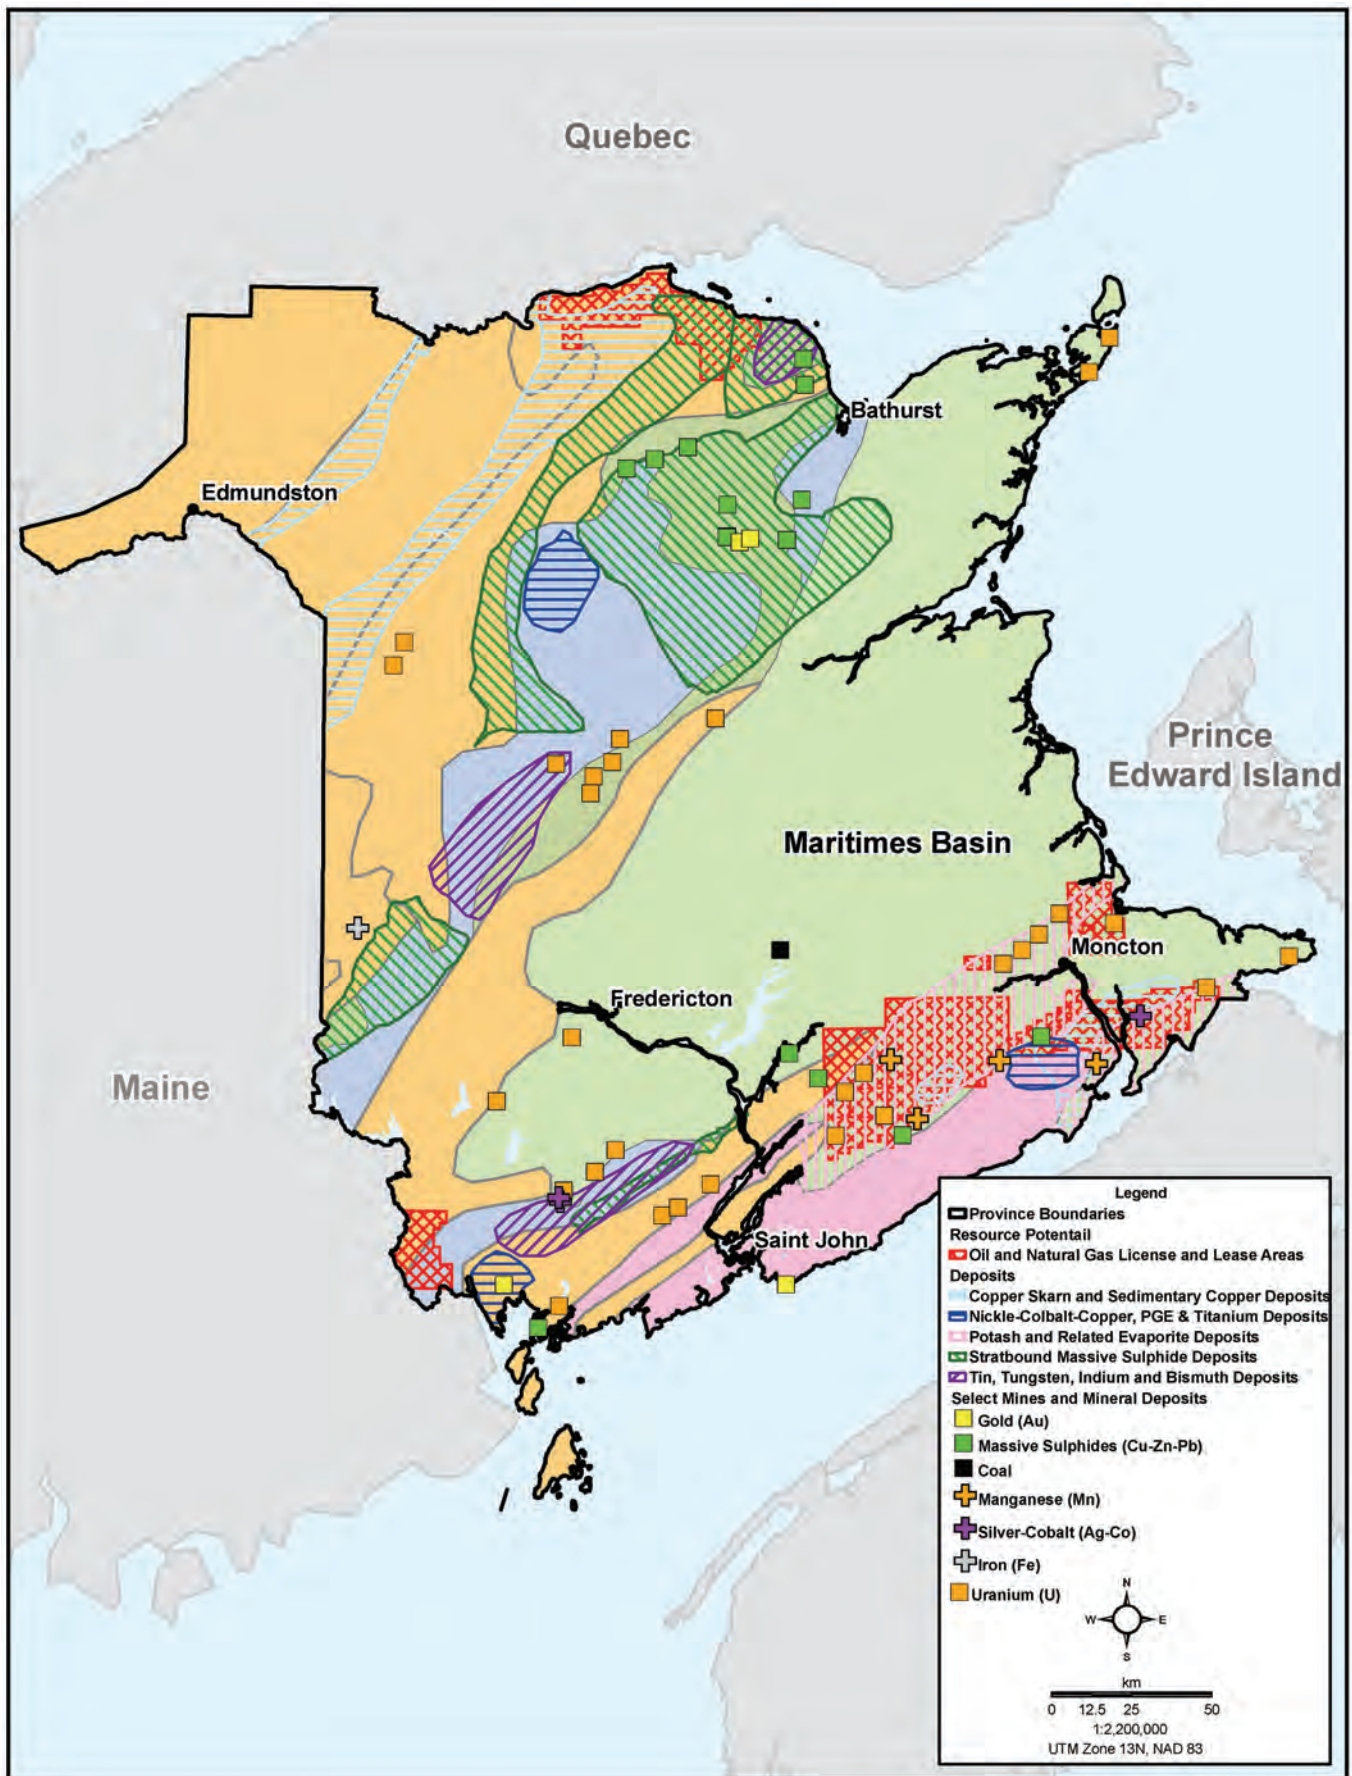 Quebec
Bathurst
Edmundston
Prince
Edward Island
Maritimes Basin
Moncton
Fredericton
Maine
Saint John
Legend
Province Boundaries
Resource Potentail
Oil and Natural Gas License and Lease Areas
Deposits
Copper Skarn and Sedimentary Copper Deposits
Nickle-Colbalt-Copper, PGE & Titanium Deposits
Potash and Related Evaporite Deposits
Stratbound Massive Sulphide Deposits
Tin, Tungsten, Indium and Bismuth Deposits
Select Mines and Mineral Deposits
Gold (Au)
Massive Sulphides (Cu-Zn-Pb)
Coal
Manganese (Mn)
Silver-Cobalt (Ag-Co)
Iron (Fe)
Uranium (U)
N
W E
S
km
0 12.5 25 50
1:2,200,000
UTM Zone 13N, NAD 83